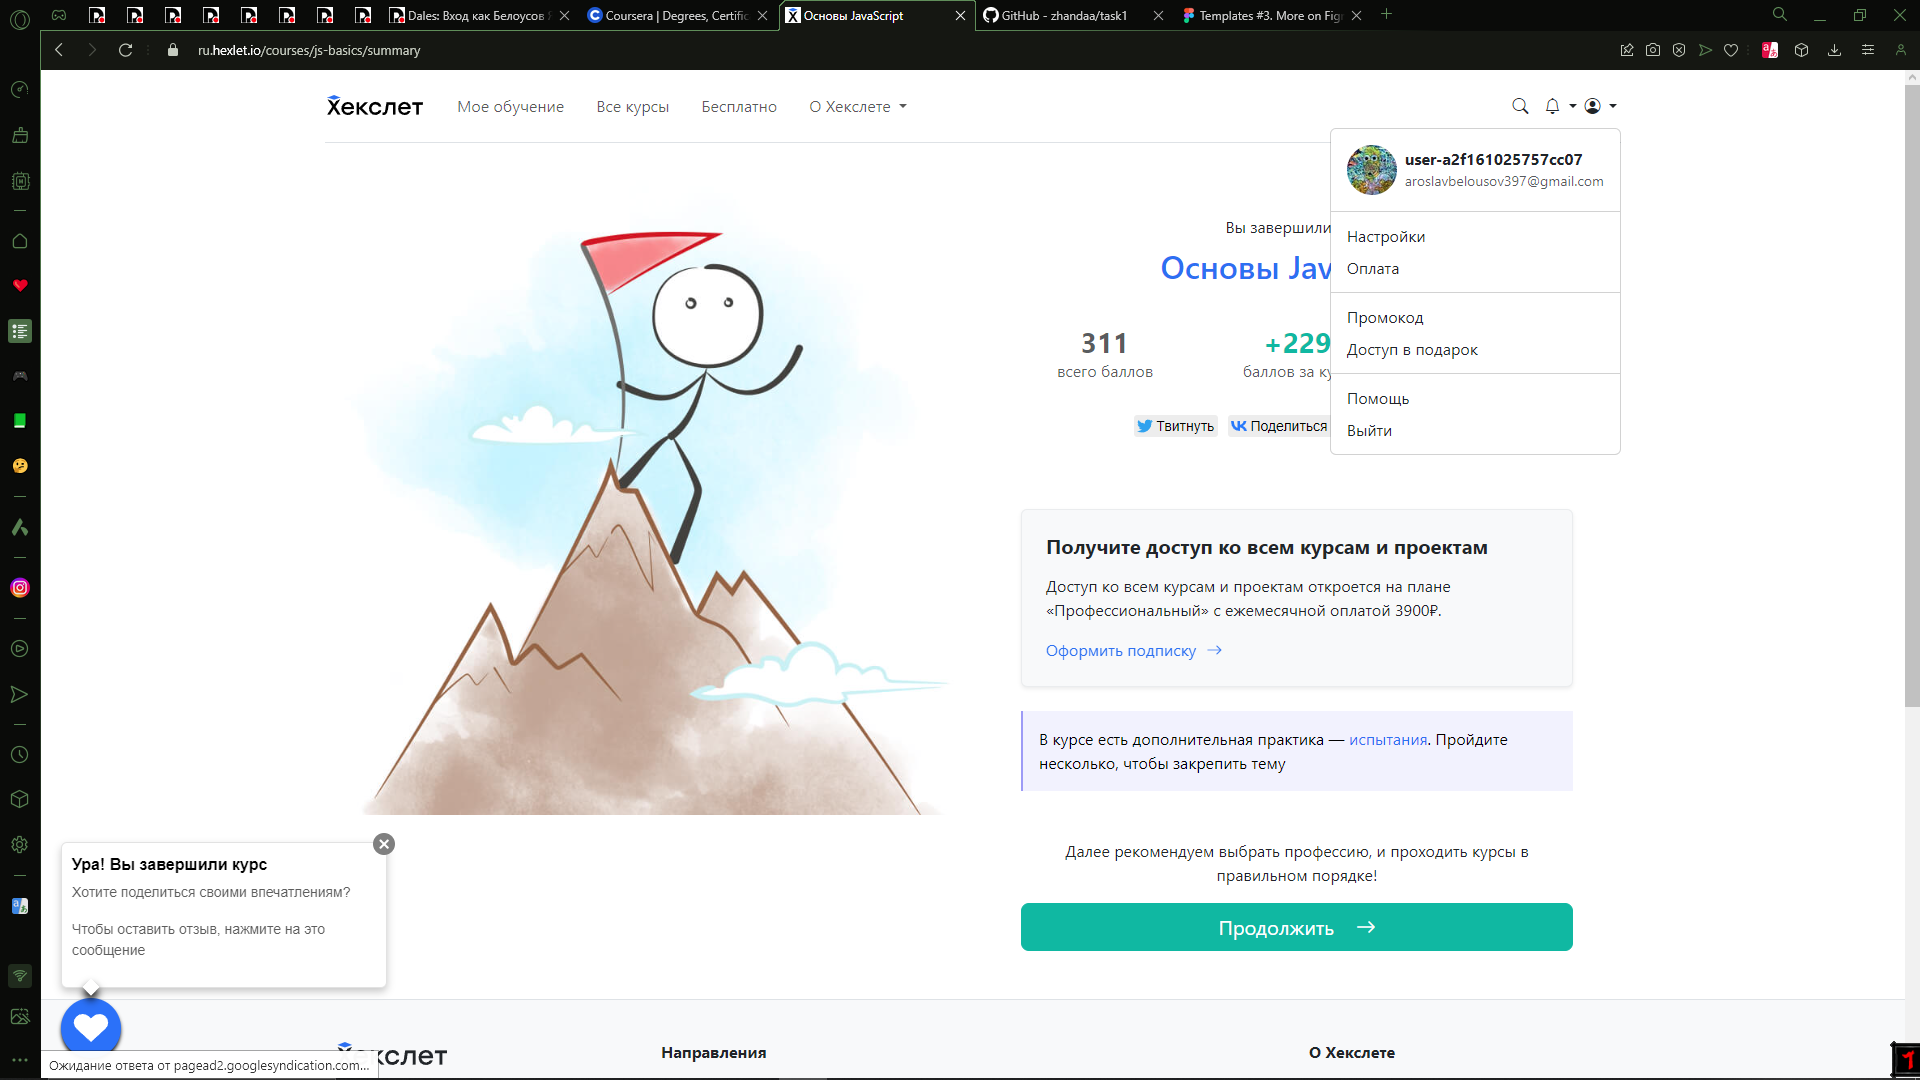 Dales: Вход как Белоусов
Coursera | Degrees, Certific
Основы JavaScript
GitHub - zhandaa/task1
Templates #3. More on Fig
ru.hexlet.io/courses/js-basics/summary
Хекслет
Мое обучение
Все курсы
Бесплатно
О Хекслете
user-a2f161025757cc07
aroslavbelousov397@gmail.com
Настройки
Оплата
Промокод
Доступ в подарок
Помощь
Выйти
Вы завершили
Основы Jav
311
всего баллов
+229
баллов за ку
Твитнуть
Поделиться
Получите доступ ко всем курсам и проектам
Доступ ко всем курсам и проектам откроется на плане
«Профессиональный» с ежемесячной оплатой 3900₽.
Оформить подписку
В курсе есть дополнительная практика — испытания. Пройдите
несколько, чтобы закрепить тему
Далее рекомендуем выбрать профессию, и проходить курсы в
правильном порядке!
Продолжить
Ура! Вы завершили курс
Хотите поделиться своими впечатлениям?
Чтобы оставить отзыв, нажмите на это
сообщение
Хекслет
Направления
О Хекслете
Ожидание ответа от pagead2.googlesyndication.com...